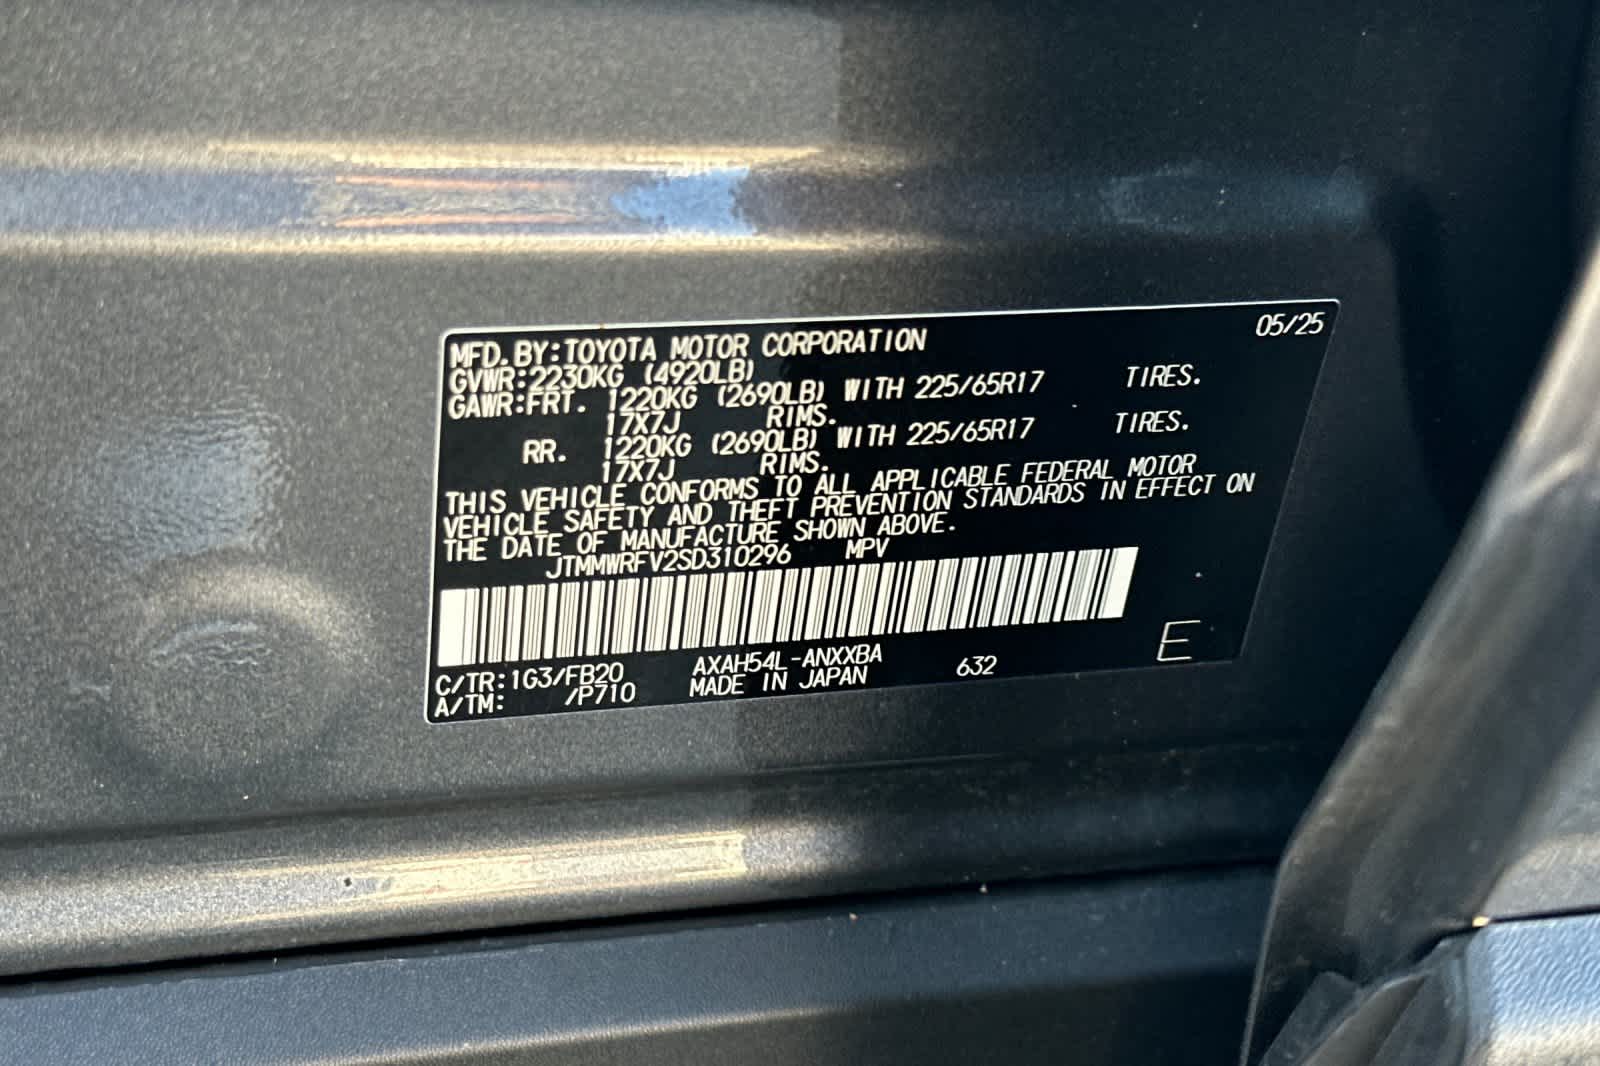 05/25
MFD. BY:TOYOTA MOTOR CORPORATION
GVWR:2230KG (4920LB)
GAWR:FRT. 1220KG (2690LB) WITH 225/65R17 TIRES.
17X7J RIMS.
RR. 1220KG (2690LB) WITH 225/65R17 TIRES.
17X7J RIMS.
THIS VEHICLE CONFORMS TO ALL APPLICABLE FEDERAL MOTOR
VEHICLE SAFETY AND THEFT PREVENTION STANDARDS IN EFFECT ON
THE DATE OF MANUFACTURE SHOWN ABOVE.
JTMMWRFV2SD310296 MPV
C/TR:1G3/FB20 AXAH54L-ANXXBA 632 E
A/TM: /P710 MADE IN JAPAN